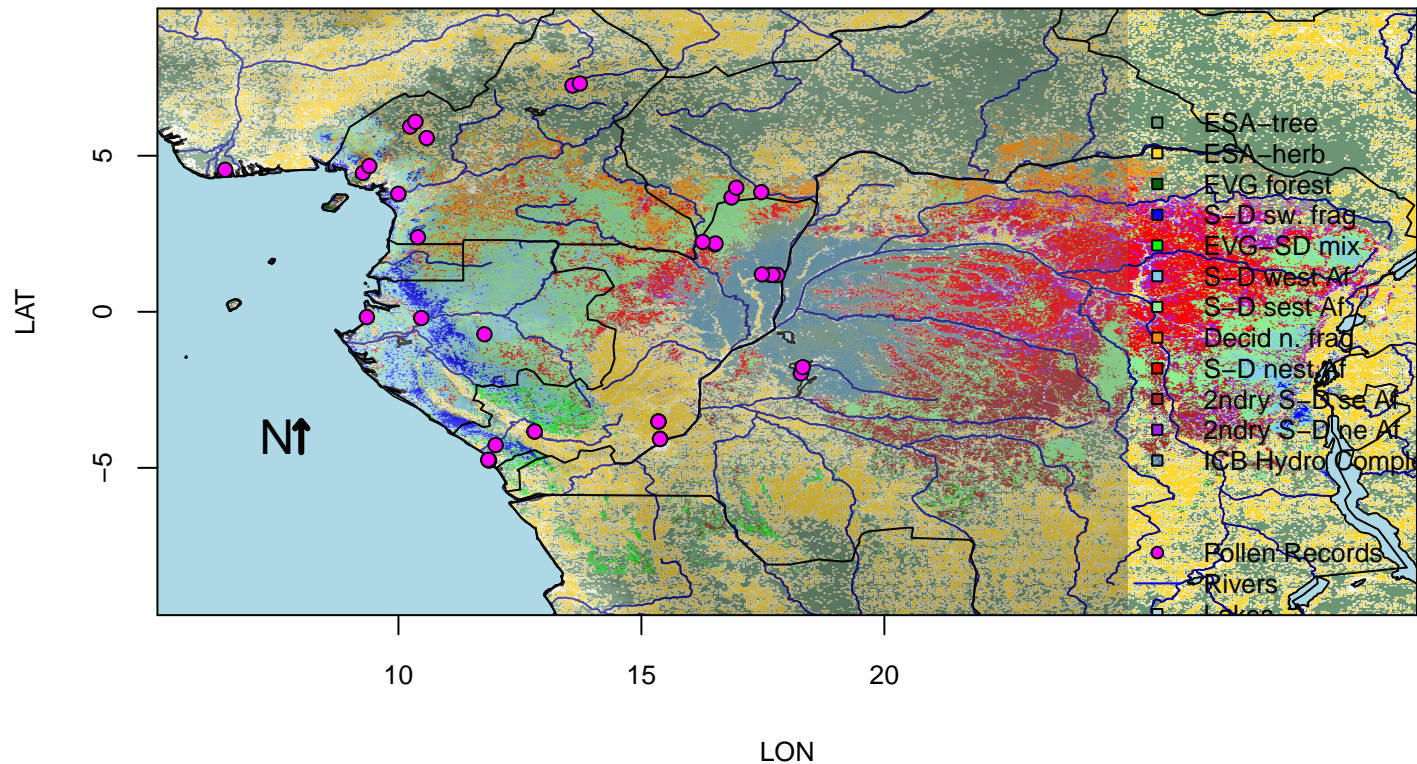 LAT
5
0
−5
10
15
20
LON
N
ESA−tree
ESA−herb
EVG forest
S−D sw. frag
EVG−SD mix
S−D west Af
S−D sest Af
Decid n. frag
S−D nest Af
2ndry S−D se Af
2ndry S−D ne Af
ICB Hydro Comple
Pollen Records
Rivers
Lakes